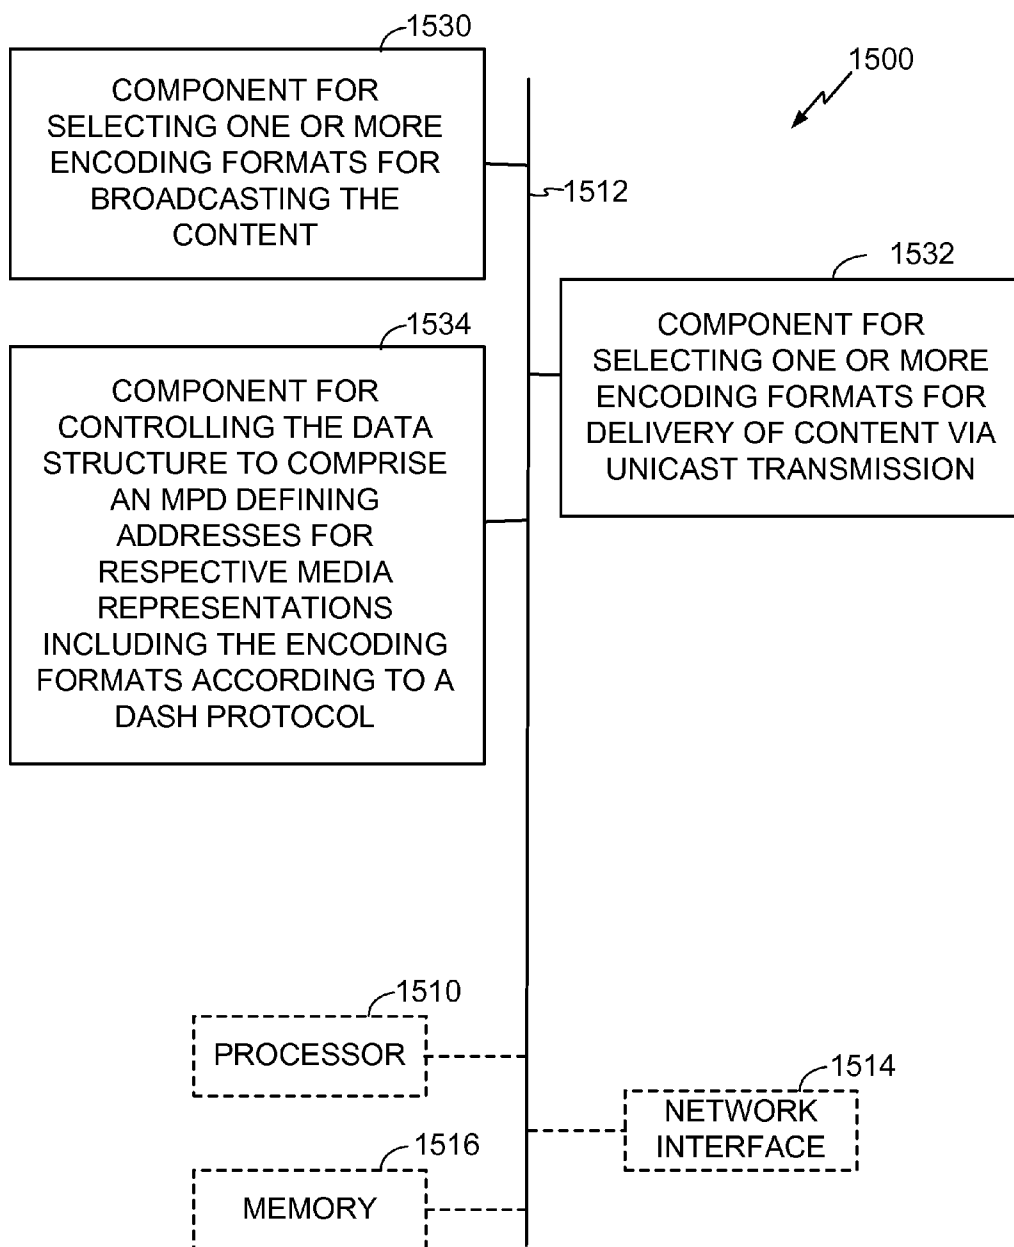 1530
COMPONENT FOR
SELECTING ONE OR MORE
ENCODING FORMATS FOR
BROADCASTING THE
CONTENT
1500
1512
1532
COMPONENT FOR
SELECTING ONE OR MORE
ENCODING FORMATS FOR
DELIVERY OF CONTENT VIA
UNICAST TRANSMISSION
1534
COMPONENT FOR
CONTROLLING THE DATA
STRUCTURE TO COMPRISE
AN MPD DEFINING
ADDRESSES FOR
RESPECTIVE MEDIA
REPRESENTATIONS
INCLUDING THE ENCODING
FORMATS ACCORDING TO A
DASH PROTOCOL
1510
PROCESSOR
1514
NETWORK
INTERFACE
1516
MEMORY